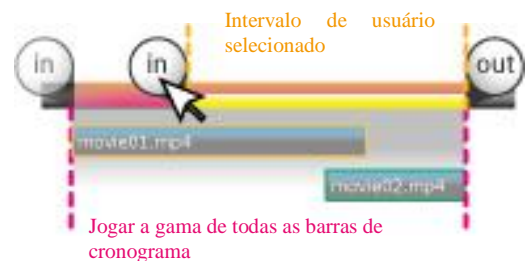 Intervalo de usuário
selecionado
in
in
out
movie01.mp4
movie02.mp4
Jogar a gama de todas as barras de
cronograma